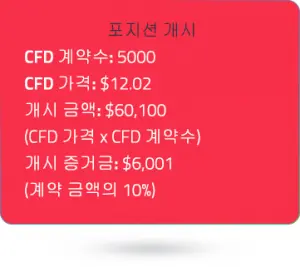 포지션 개시
CFD 계약수: 5000
CFD 가격: $12.02
개시 금액: $60,100
(CFD 가격 x CFD 계약수)
개시 증거금: $6,001
(계약 금액의 10%)